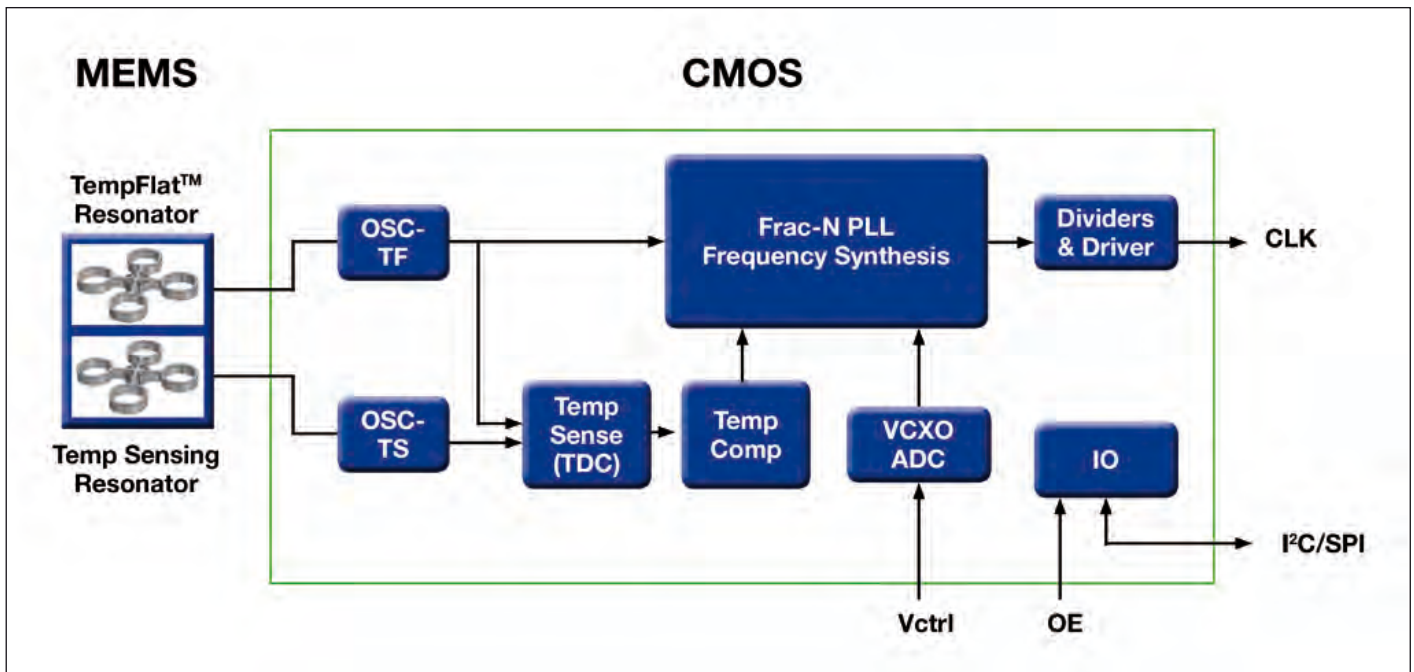 MEMS
CMOS
TempFlat™
Resonator
OSC-
TF
Frac-N PLL
Frequency Synthesis
Dividers
& Driver
CLK
OSC-
TS
Temp
Sense
(TDC)
Temp
Comp
VCXO
ADC
IO
Temp Sensing
Resonator
I²C/SPI
Vctrl
OE